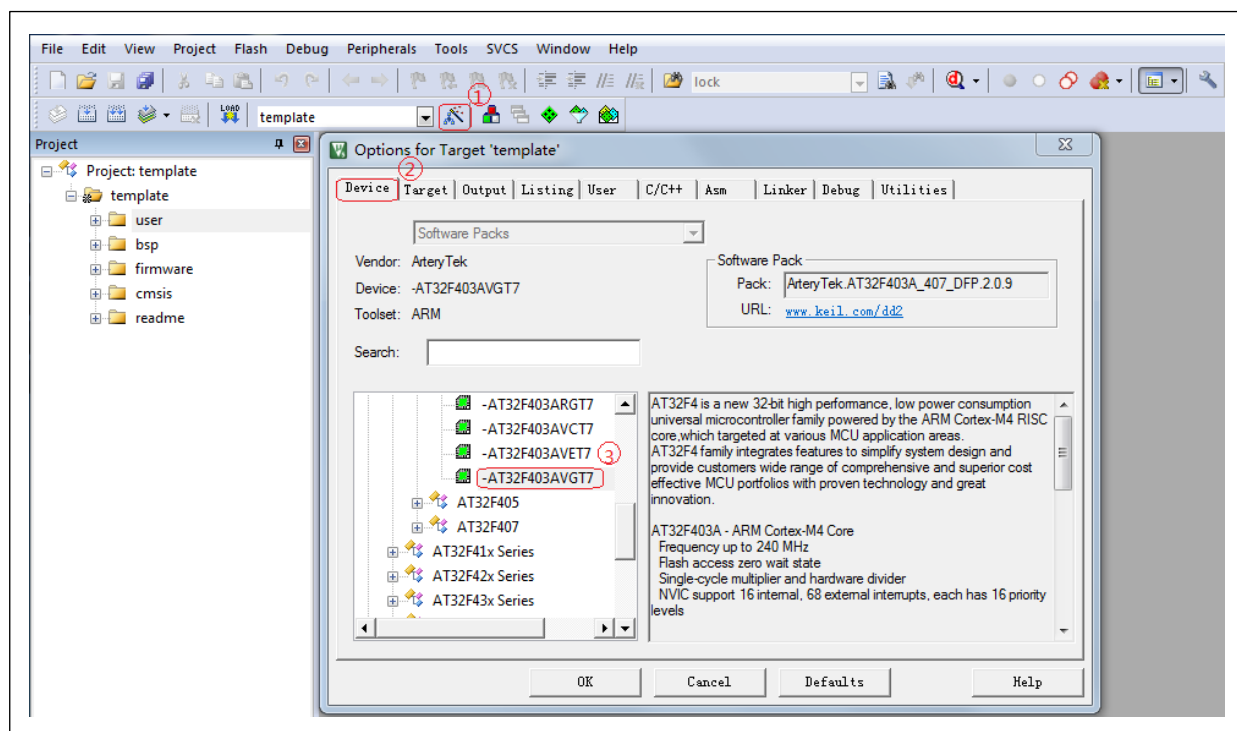 File Edit View Project Flash Debug Peripherals Tools SVCS Window Help
lock
①
LOAD template
Project
Project: template
template
user
bsp
firmware
cmsis
readme
Options for Target 'template'
②
Device Target Output Listing User C/C++ Asm Linker Debug Utilities
Software Packs
Vendor: ArteryTek
Device: -AT32F403AVGT7
Toolset: ARM
Software Pack
Pack: ArteryTek.AT32F403A_407_DFP.2.0.9
URL: www.keil.com/dd2
Search:
-AT32F403ARGT7
-AT32F403AVCT7
-AT32F403AVET7 ③
-AT32F403AVGT7
AT32F405
AT32F407
AT32F41x Series
AT32F42x Series
AT32F43x Series
AT32F4 is a new 32-bit high performance, low power consumption
universal microcontroller family powered by the ARM Cortex-M4 RISC
core,which targeted at various MCU application areas.
AT32F4 family integrates features to simplify system design and
provide customers wide range of comprehensive and superior cost
effective MCU portfolios with proven technology and great
innovation.
AT32F403A - ARM Cortex-M4 Core
Frequency up to 240 MHz
Flash access zero wait state
Single-cycle multiplier and hardware divider
NVIC support 16 internal, 68 external interrupts, each has 16 priority
levels
OK Cancel Defaults Help